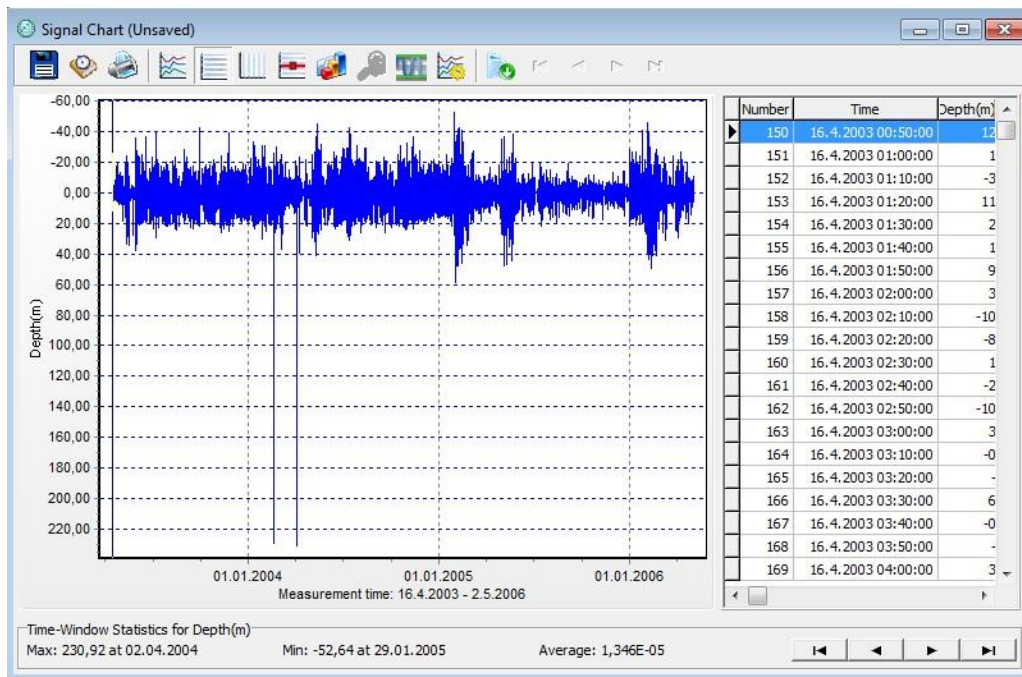 Signal Chart (Unsaved)
-60,00
-40,00
-20,00
0,00
20,00
40,00
60,00
80,00
100,00
120,00
140,00
160,00
180,00
200,00
220,00
Depth(m)
01.01.2004 01.01.2005 01.01.2006
Measurement time: 16.4.2003 - 2.5.2006
Number Time Depth(m)
150 16.4.2003 00:50:00 12
151 16.4.2003 01:00:00 1
152 16.4.2003 01:10:00 -3
153 16.4.2003 01:20:00 11
154 16.4.2003 01:30:00 2
155 16.4.2003 01:40:00 1
156 16.4.2003 01:50:00 9
157 16.4.2003 02:00:00 3
158 16.4.2003 02:10:00 -10
159 16.4.2003 02:20:00 -8
160 16.4.2003 02:30:00 1
161 16.4.2003 02:40:00 -2
162 16.4.2003 02:50:00 -10
163 16.4.2003 03:00:00 3
164 16.4.2003 03:10:00 -0
165 16.4.2003 03:20:00 -
166 16.4.2003 03:30:00 6
167 16.4.2003 03:40:00 -0
168 16.4.2003 03:50:00 -
169 16.4.2003 04:00:00 3
Time-Window Statistics for Depth(m)
Max: 230,92 at 02.04.2004 Min: -52,64 at 29.01.2005 Average: 1,346E-05